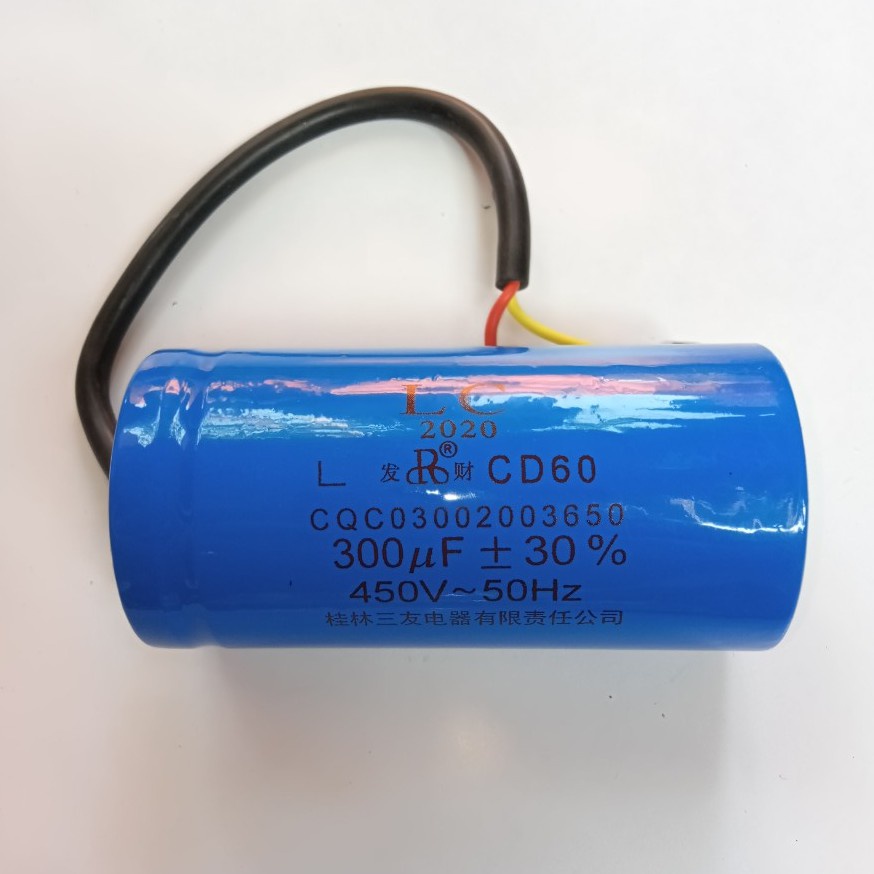 LC
2020
L 发 R® 财 CD60
CQC03002003650
300μF ± 30%
450V~50Hz
桂林三友电器有限责任公司